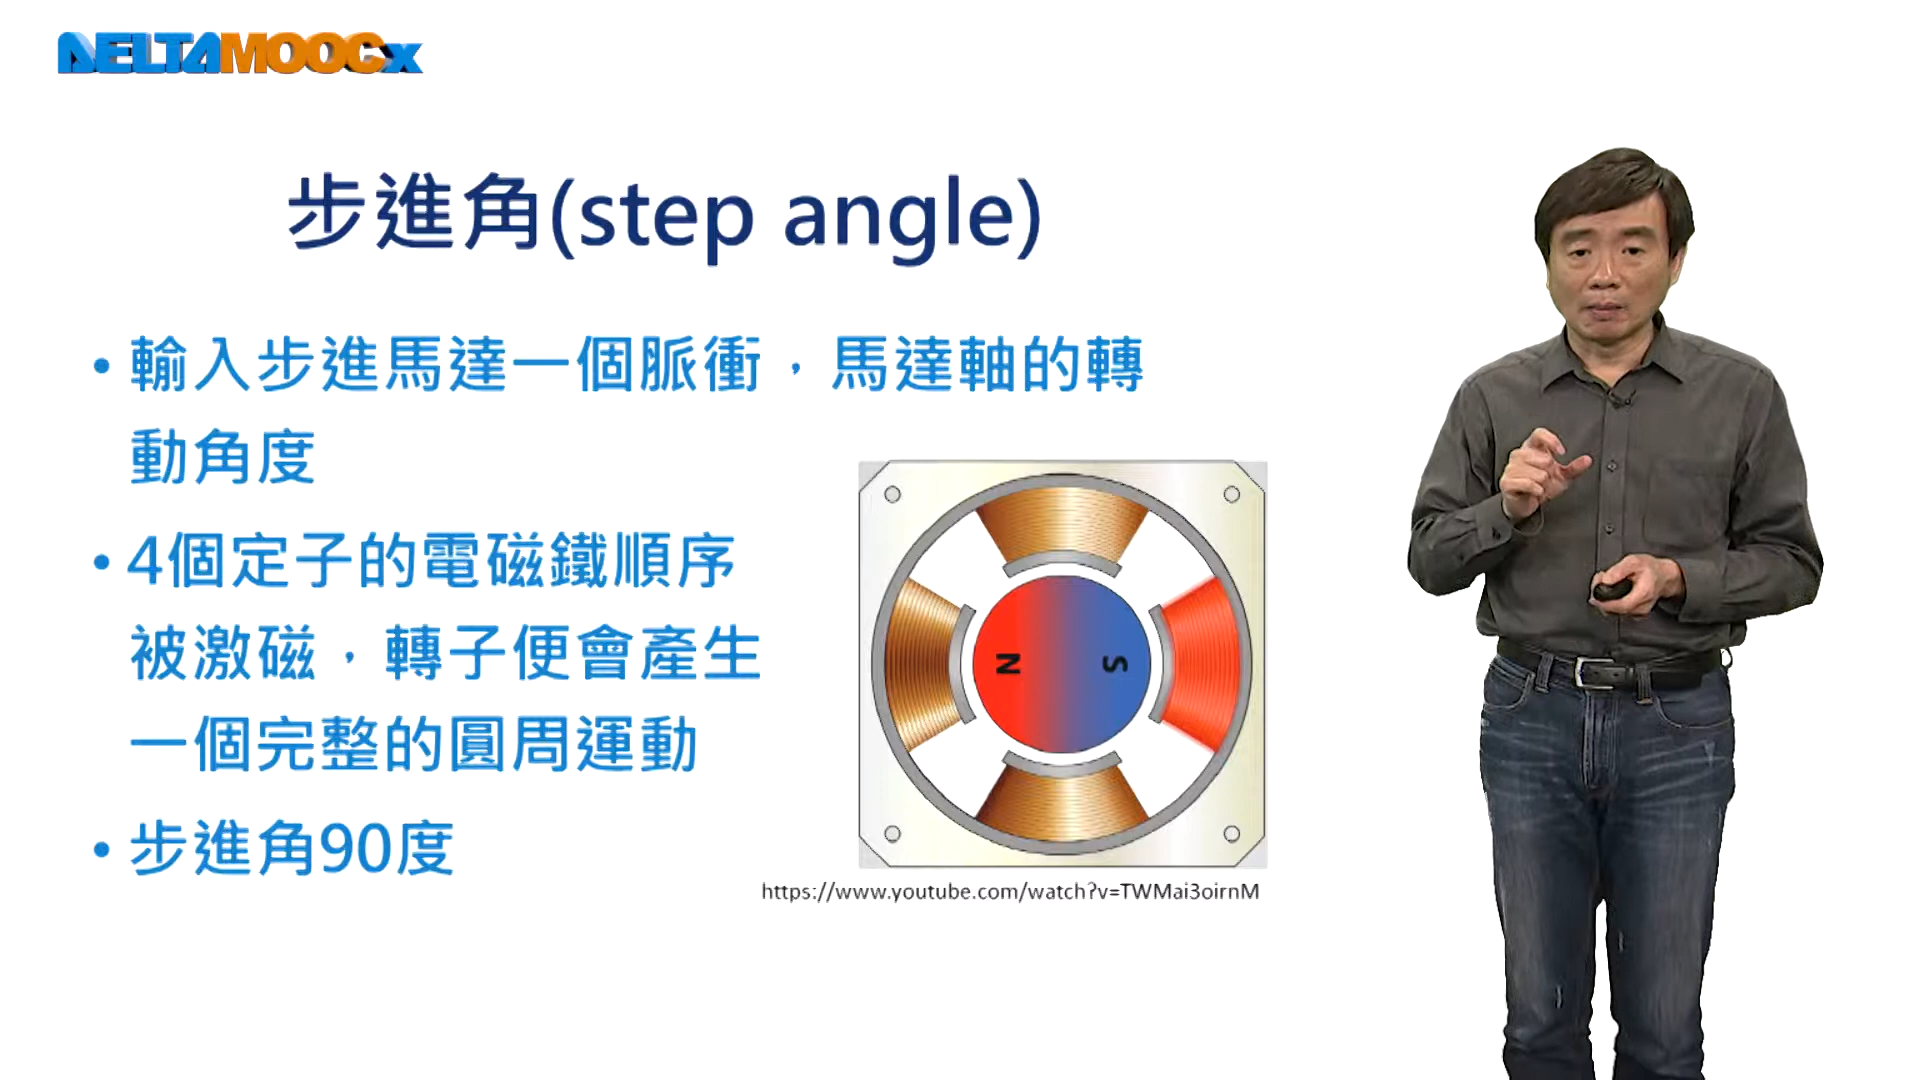 DELTAMOOCx
步進角(step angle)
• 輸入步進馬達一個脈衝，馬達軸的轉
動角度
• 4個定子的電磁鐵順序
被激磁，轉子便會產生
一個完整的圓周運動
• 步進角90度
N S
https://www.youtube.com/watch?v=TWMai3oirnM